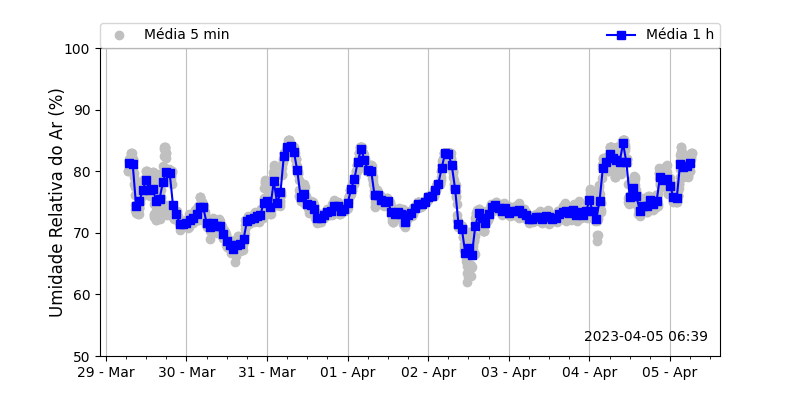 Média 5 min
Média 1 h
Umidade Relativa do Ar (%)
100
90
80
70
60
50
2023-04-05 06:39
29 - Mar
30 - Mar
31 - Mar
01 - Apr
02 - Apr
03 - Apr
04 - Apr
05 - Apr